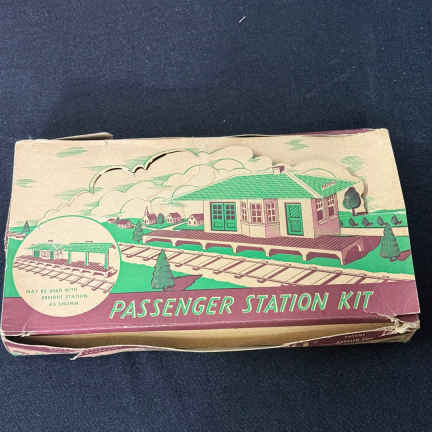 MAY BE USED WITH
FREIGHT STATION
AS SHOWN
PASSENGER STATION KIT